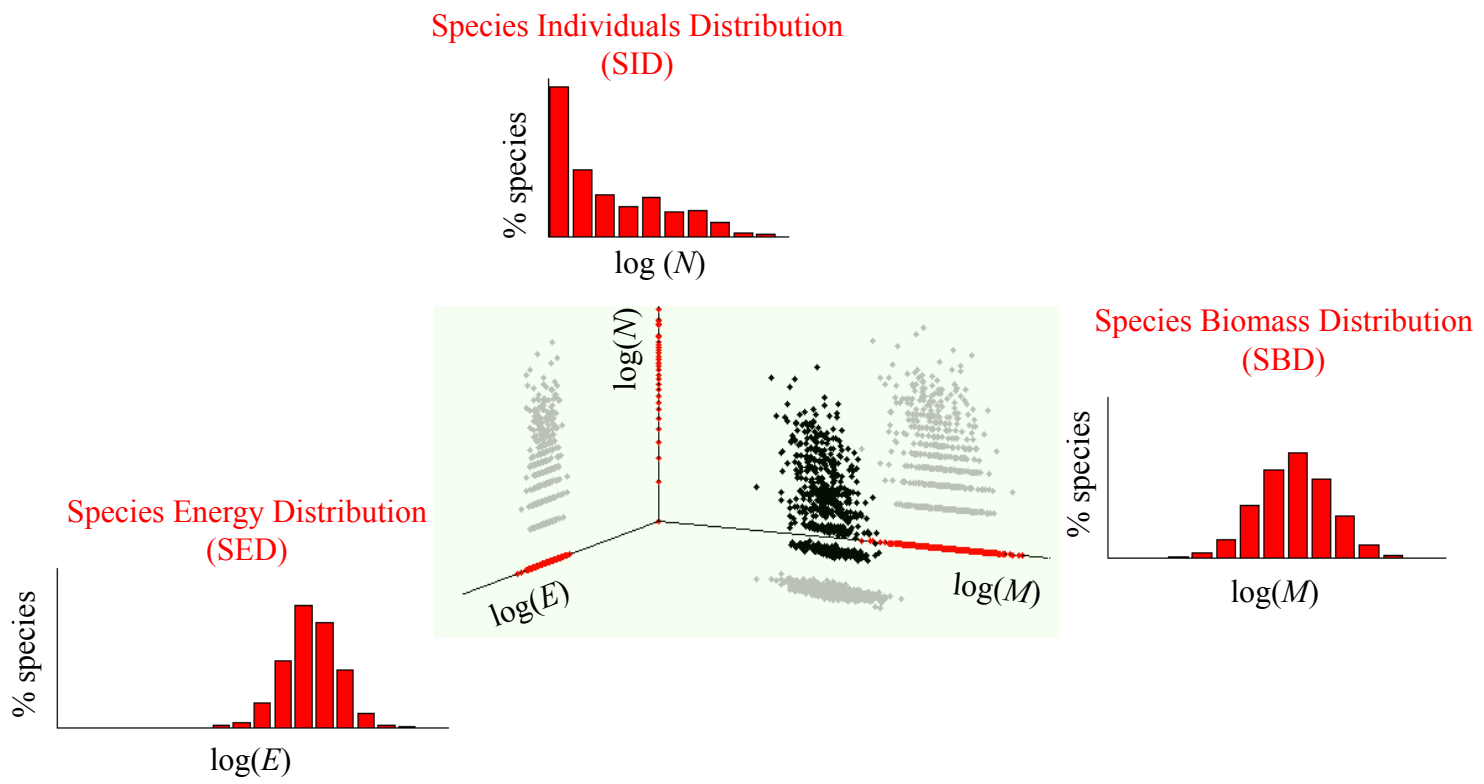 Species Individuals Distribution
(SID)
% species
log (N)
log(N)
log(E)
log(M)
Species Biomass Distribution
(SBD)
% species
log(M)
Species Energy Distribution
(SED)
% species
log(E)